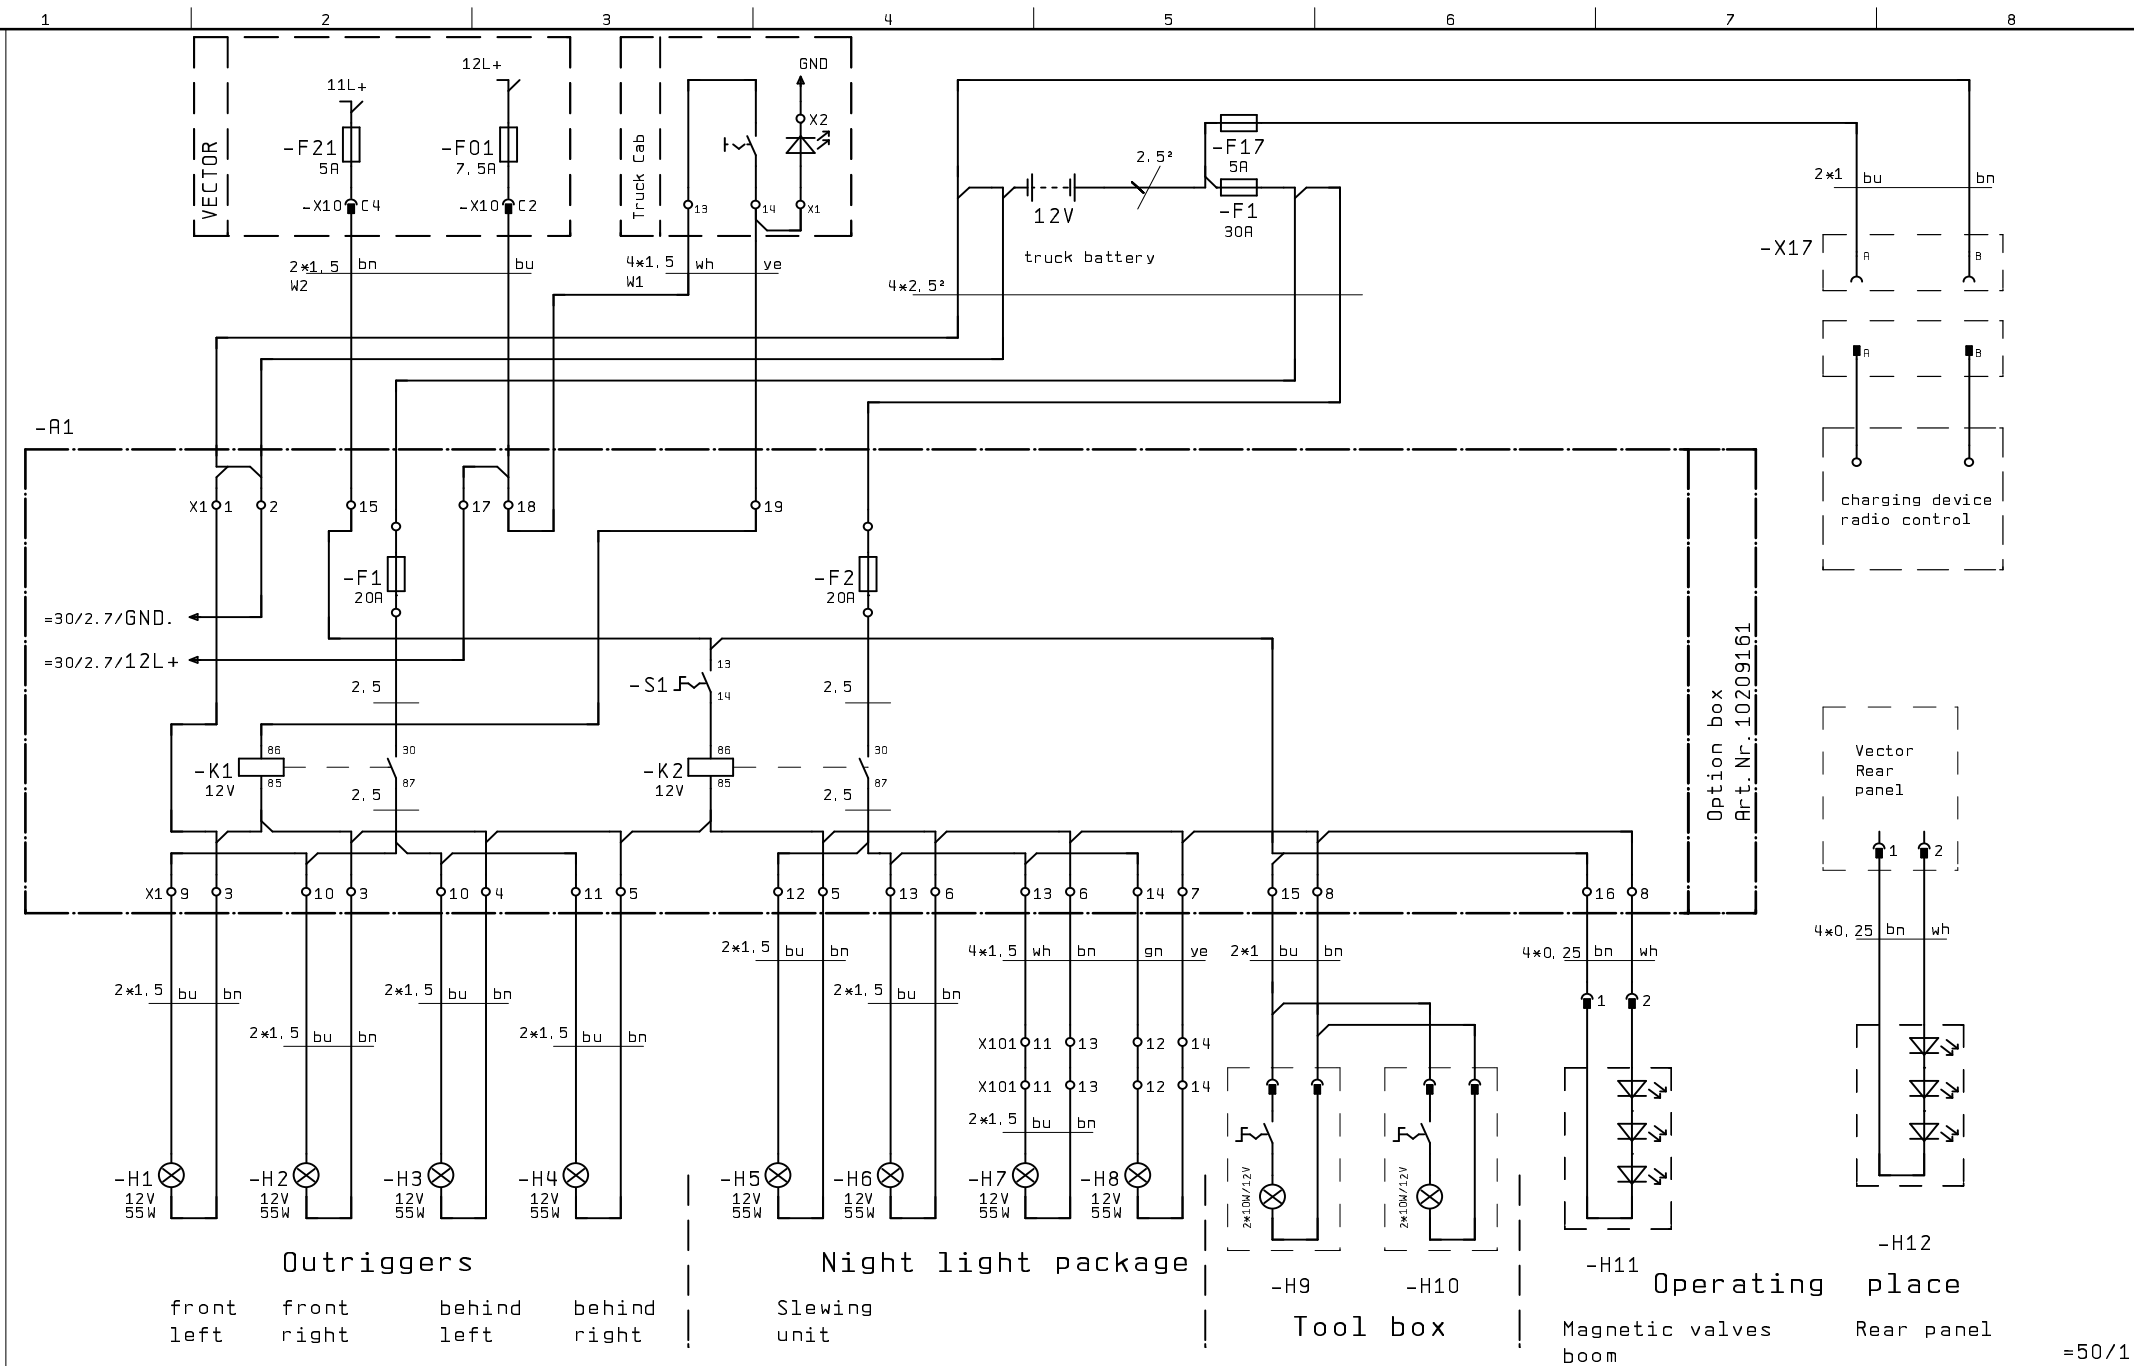 1 2 3 4 5 6 7 8
VECTOR
11L+
12L+
-F21
5A
-F01
7,5A
-X10 C4
-X10 C2
2*1,5 bn bu
W2
Truck Cab
GND
X2
13 14 X1
4*1,5 wh ye
W1
12V
truck battery
2,5²
-F17
5A
-F1
30A
4*2,5²
2*1 bu bn
-X17
A B
A B
charging device
radio control
-A1
X1 1 2 15 17 18 19
-F1
20A
-F2
20A
=30/2.7/GND.
=30/2.7/12L+
2,5
-S1
13
14
2,5
-K1
12V
86
85
30
87
2,5
-K2
12V
86
85
30
87
2,5
Option box
Art.Nr.10209161
Vector
Rear
panel
1 2
X1 9 3 10 3 10 4 11 5 12 5 13 6 13 6 14 7 15 8 16 8
2*1,5 bu bn
4*1,5 wh bn gn ye
2*1 bu bn
4*0,25 bn wh
4*0,25 bn wh
2*1,5 bu bn
2*1,5 bu bn
2*1,5 bu bn
1 2
2*1,5 bu bn
2*1,5 bu bn
X101 11 13 12 14
X101 11 13 12 14
2*1,5 bu bn
-H1
12V
55W
-H2
12V
55W
-H3
12V
55W
-H4
12V
55W
-H5
12V
55W
-H6
12V
55W
-H7
12V
55W
-H8
12V
55W
2*10W/12V
2*10W/12V
-H9
-H10
-H11
-H12
Outriggers
Night light package
Tool box
Operating place
front
left
front
right
behind
left
behind
right
Slewing
unit
Magnetic valves
boom
Rear panel
=50/1